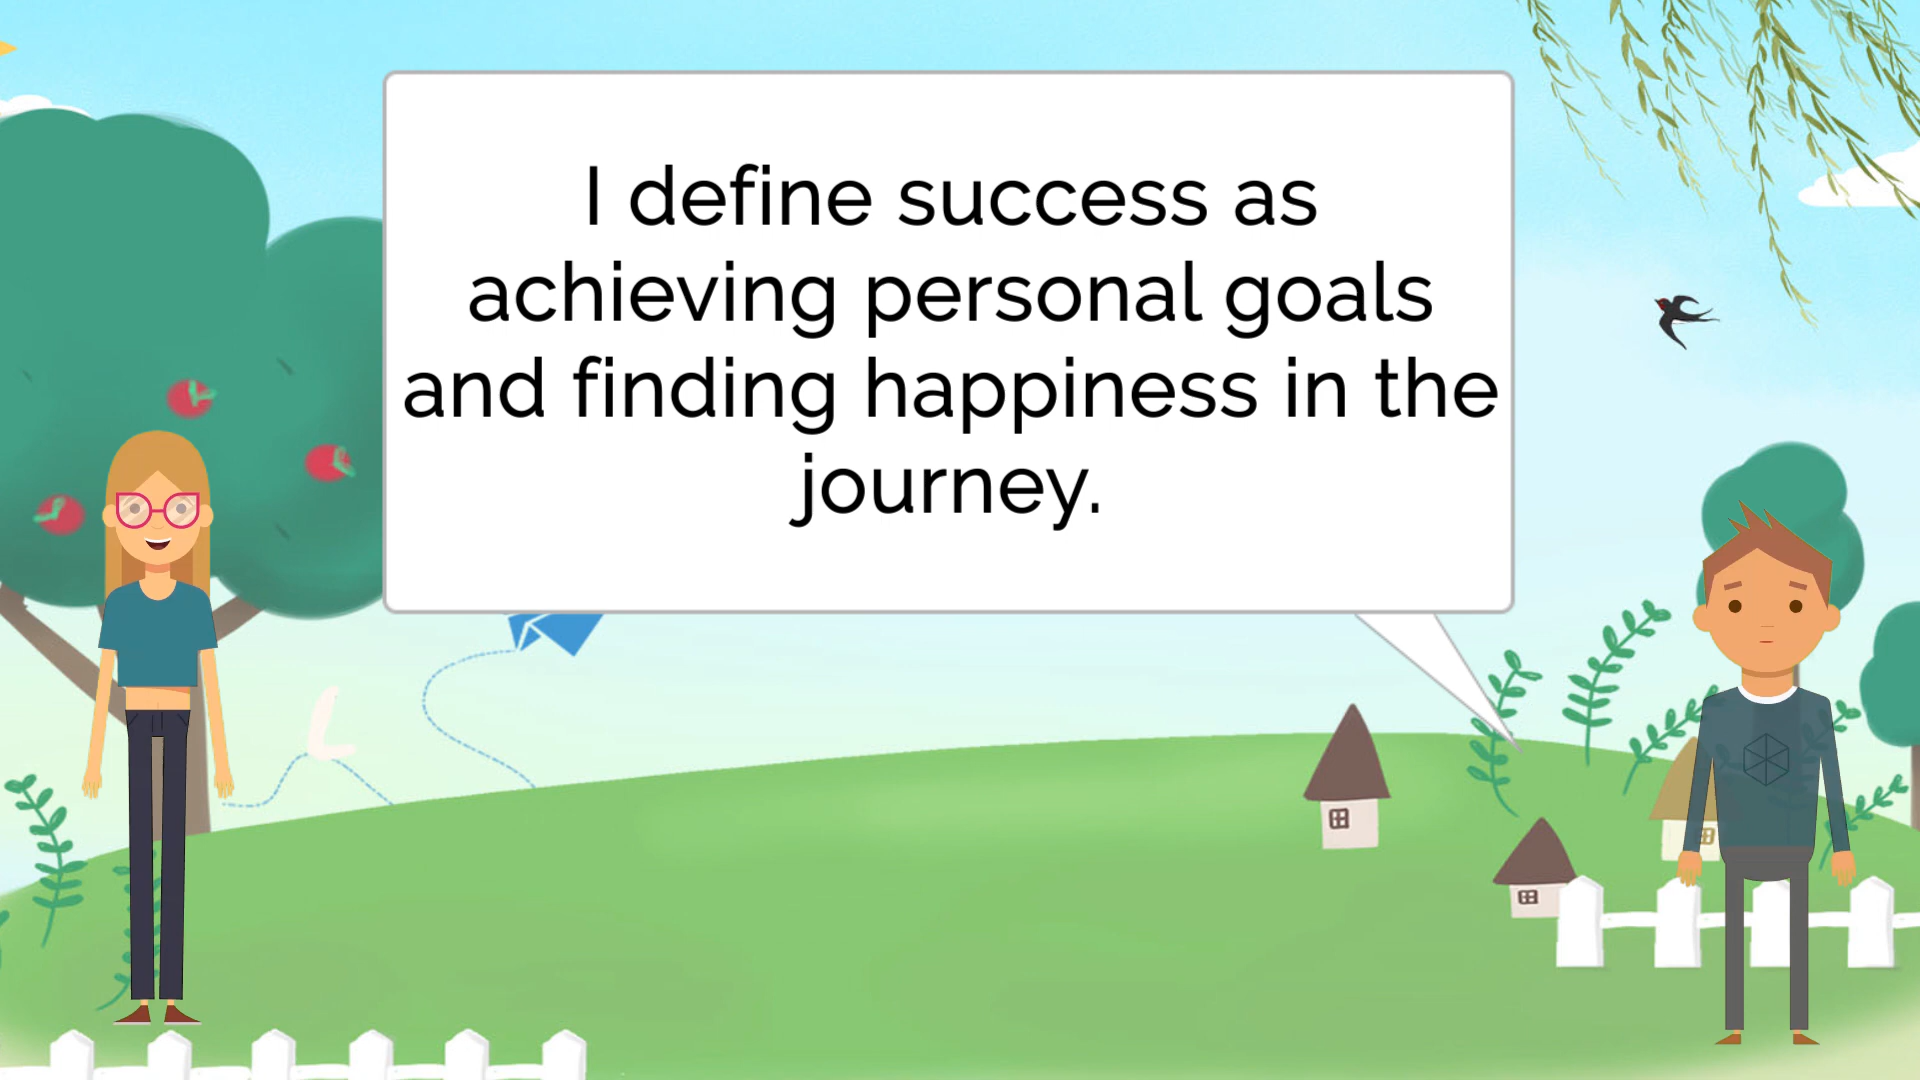 I define success as
achieving personal goals
and finding happiness in the
journey.